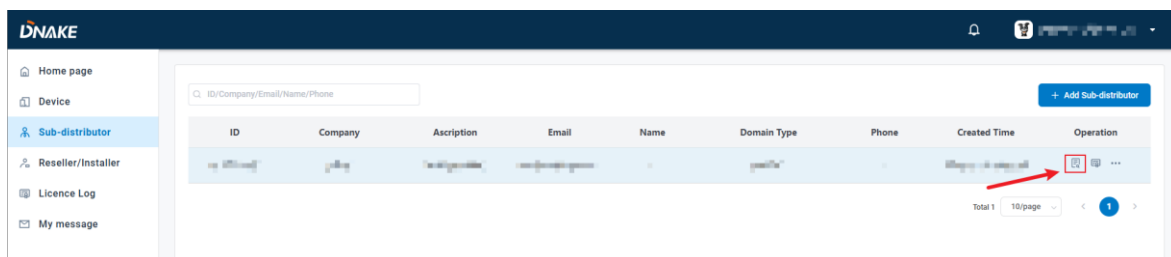 DNAKE
Home page
Device
Sub-distributor
Reseller/Installer
Licence Log
My message
ID/Company/Email/Name/Phone
+ Add Sub-distributor
ID Company Ascription Email Name Domain Type Phone Created Time Operation
Total 1 10/page < 1 >